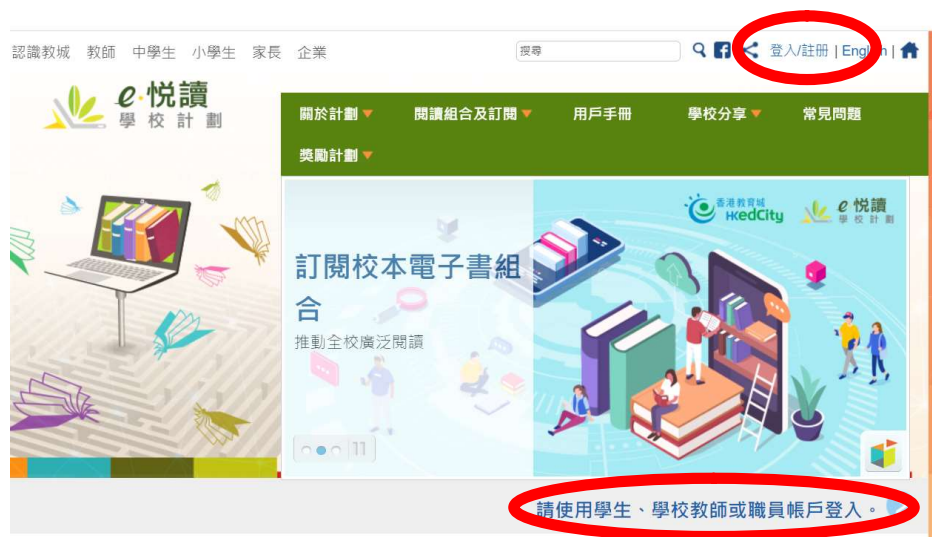 認識教城 教師 中學生 小學生 家長 企業
搜尋
登入/註冊 | English |
e·悦讀
學校計劃
關於計劃 閱讀組合及訂閱 用戶手冊 學校分享 常見問題
獎勵計劃
香港教育城
HKedCity
e悦讀
學校計劃
訂閱校本電子書組
合
推動全校廣泛閱讀
請使用學生、學校教師或職員帳戶登入。